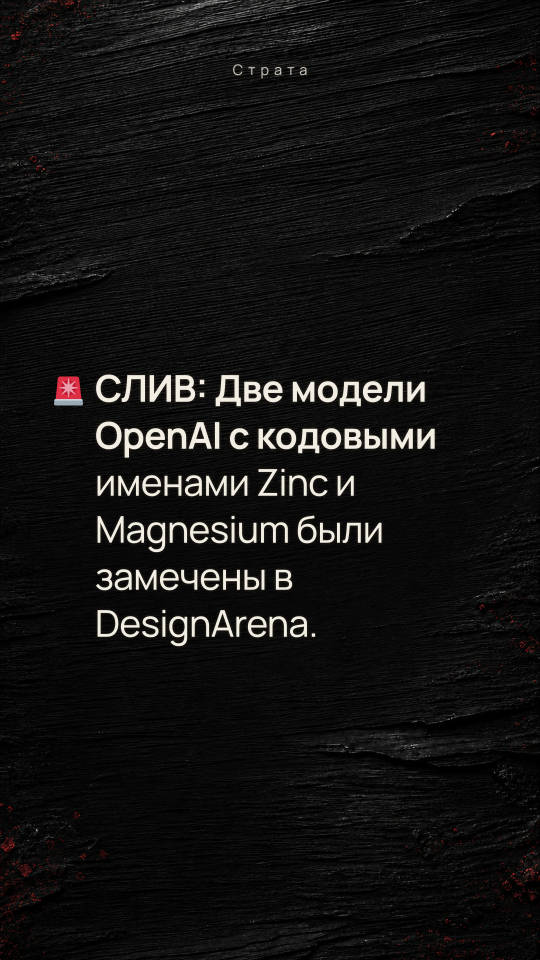 Страта
🚨 СЛИВ: Две модели
OpenAI с кодовыми
именами Zinc и
Magnesium были
замечены в
DesignArena.